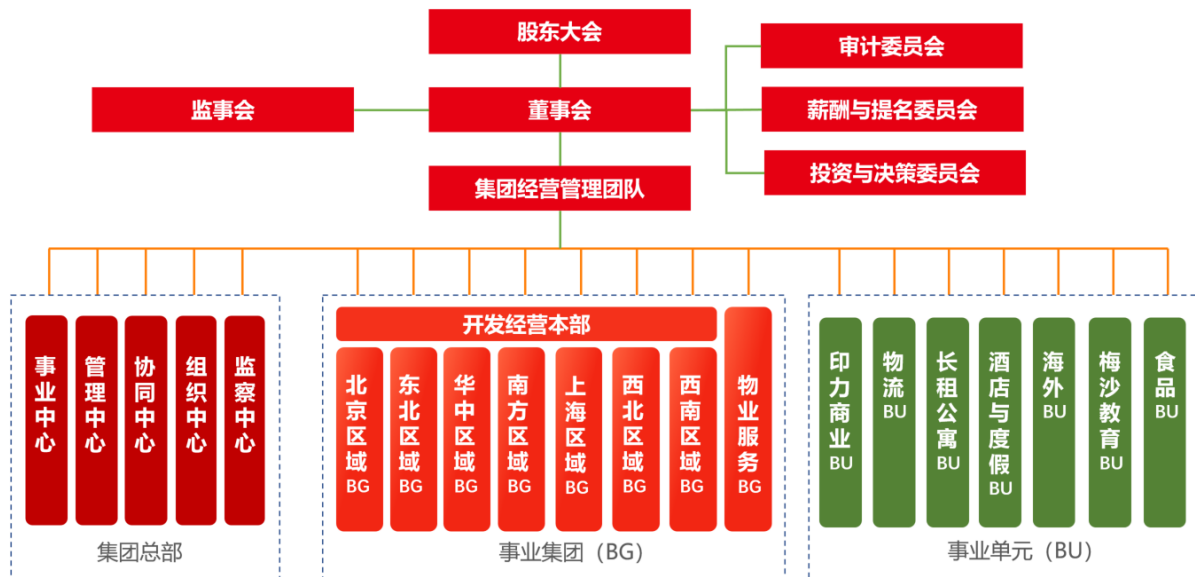 股东大会
审计委员会
监事会
董事会
薪酬与提名委员会
集团经营管理团队
投资与决策委员会
事业中心
管理中心
协同中心
组织中心
监察中心
集团总部
开发经营本部
北京区域BG
东北区域BG
华中区域BG
南方区域BG
上海区域BG
西北区域BG
西南区域BG
物业服务BG
事业集团（BG）
印力商业BU
物流BU
长租公寓BU
酒店与度假BU
海外BU
梅沙教育BU
食品BU
事业单元（BU）